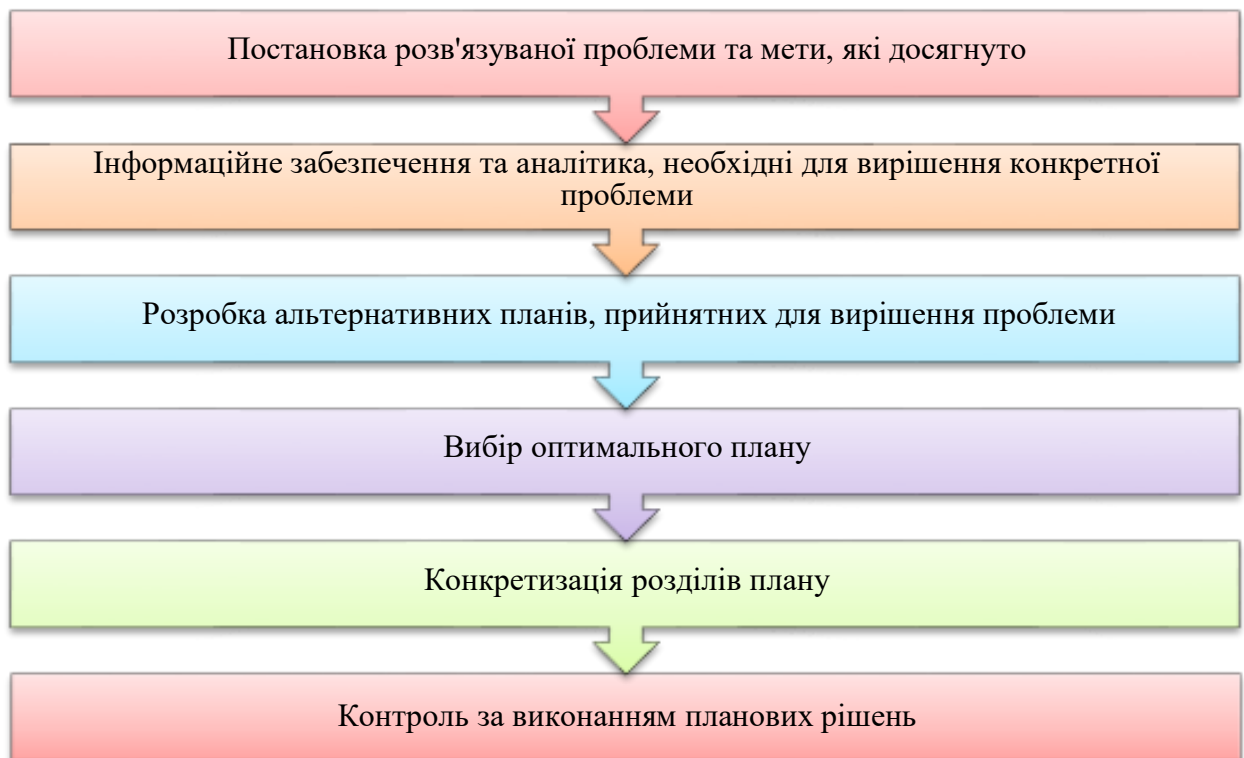 Постановка розв'язуваної проблеми та мети, які досягнуто
Інформаційне забезпечення та аналітика, необхідні для вирішення конкретної
проблеми
Розробка альтернативних планів, прийнятних для вирішення проблеми
Вибір оптимального плану
Конкретизація розділів плану
Контроль за виконанням планових рішень